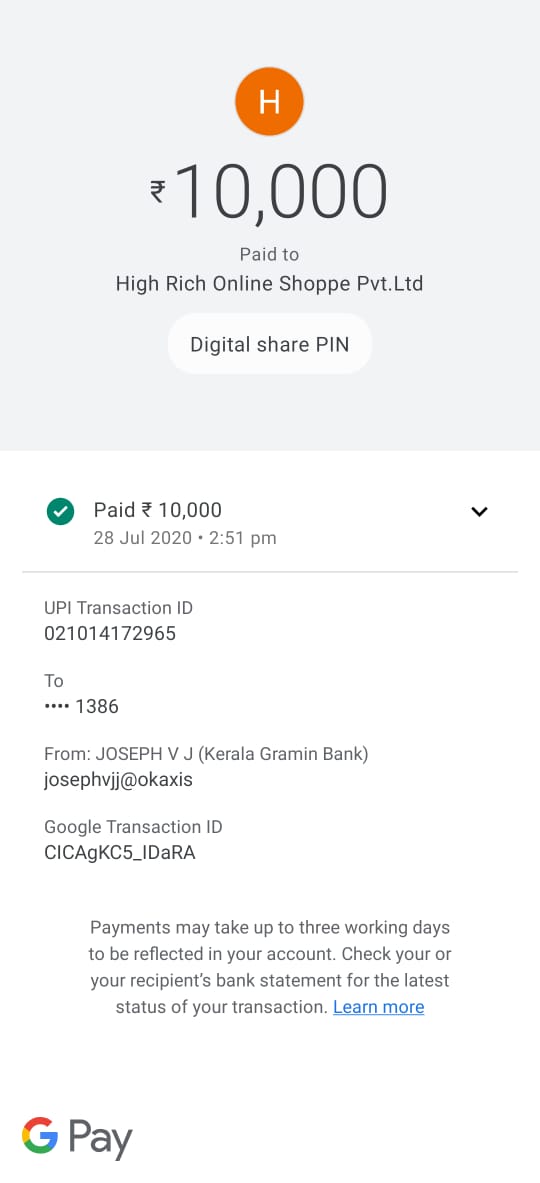 H
₹10,000
Paid to
High Rich Online Shoppe Pvt.Ltd
Digital share PIN
Paid ₹ 10,000
28 Jul 2020 • 2:51 pm
UPI Transaction ID
021014172965
To
•••• 1386
From: JOSEPH V J (Kerala Gramin Bank)
josephvjj@okaxis
Google Transaction ID
CICAgKC5_IDaRA
Payments may take up to three working days
to be reflected in your account. Check your or
your recipient’s bank statement for the latest
status of your transaction. Learn more
G Pay